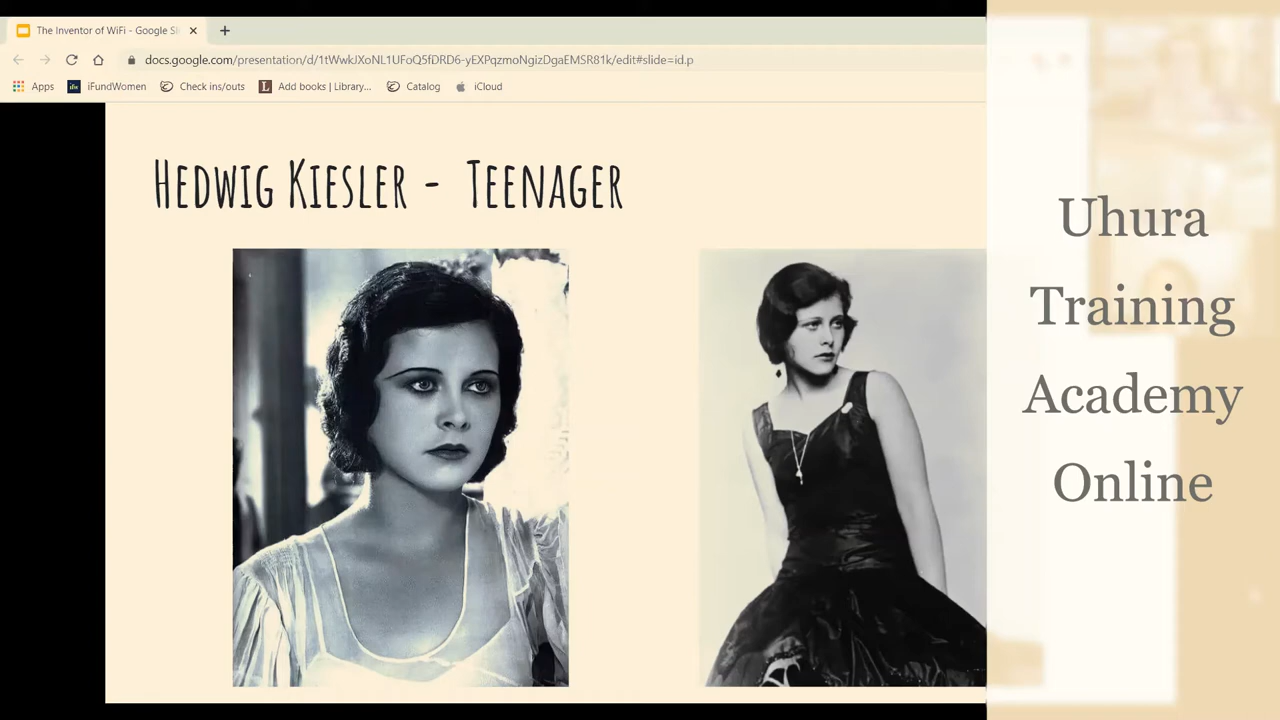 The Inventor of WiFi - Google Sl
docs.google.com/presentation/d/1tWwkJXoNL1UFoQ5fDRD6-yEXPqzmoNgizDgaEMSR81k/edit#slide=id.p
Apps iFundWomen Check ins/outs Add books | Library... Catalog iCloud
Hedwig Kiesler - Teenager
Uhura
Training
Academy
Online